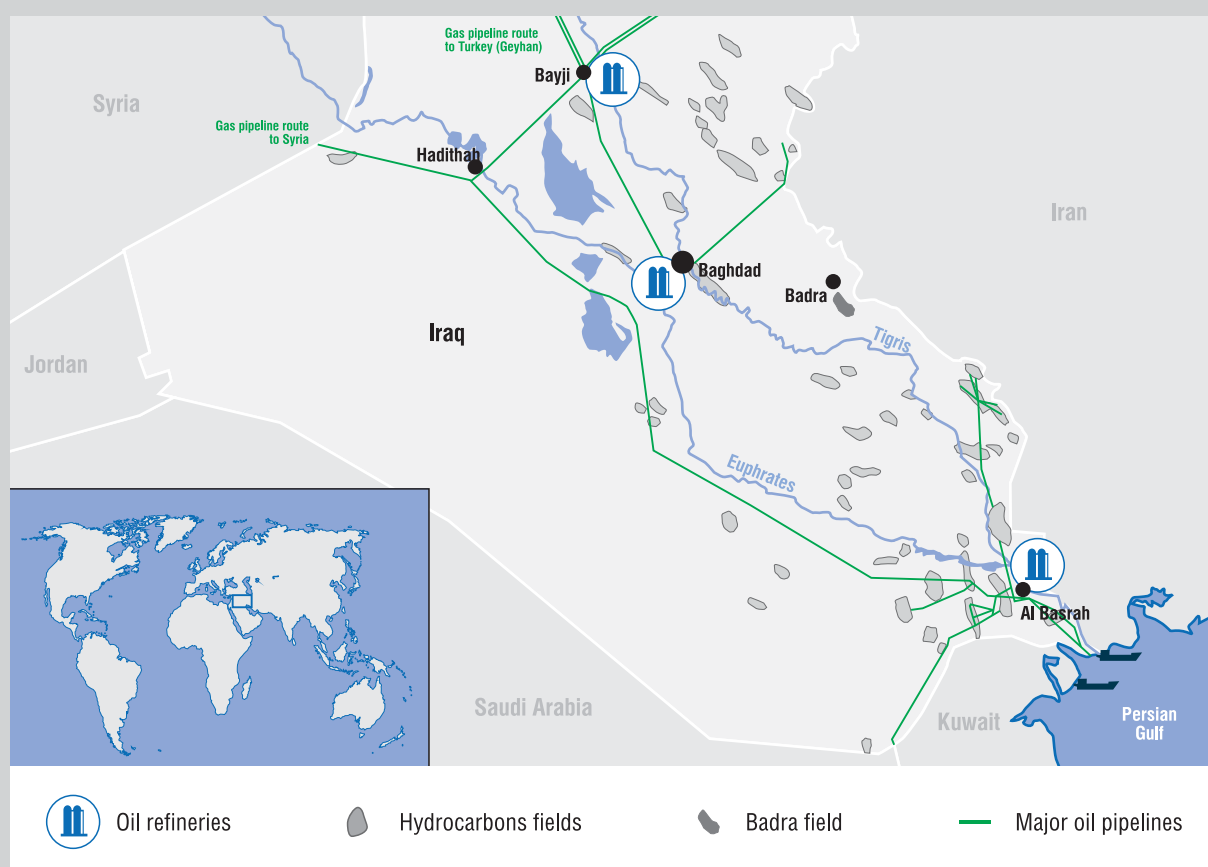 Gas pipeline route
to Turkey (Geyhan)
Bayji
Syria
Gas pipeline route
to Syria
Hadithah
Iran
Baghdad
Badra
Iraq
Tigris
Jordan
Euphrates
Al Basrah
Saudi Arabia
Kuwait
Persian
Gulf
Oil refineries
Hydrocarbons fields
Badra field
Major oil pipelines